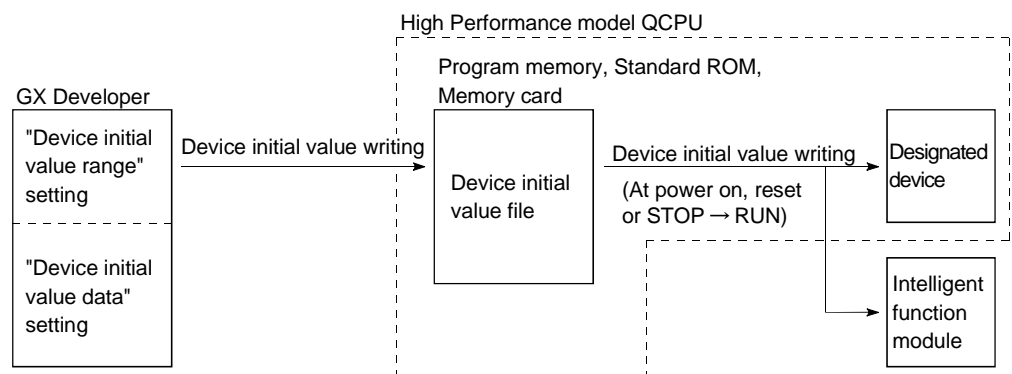 High Performance model QCPU
Program memory, Standard ROM,
Memory card
GX Developer
"Device initial
value range"
setting
"Device initial
value data"
setting
Device initial value writing
Device initial
value file
Device initial value writing
(At power on, reset
or STOP → RUN)
Designated
device
Intelligent
function
module